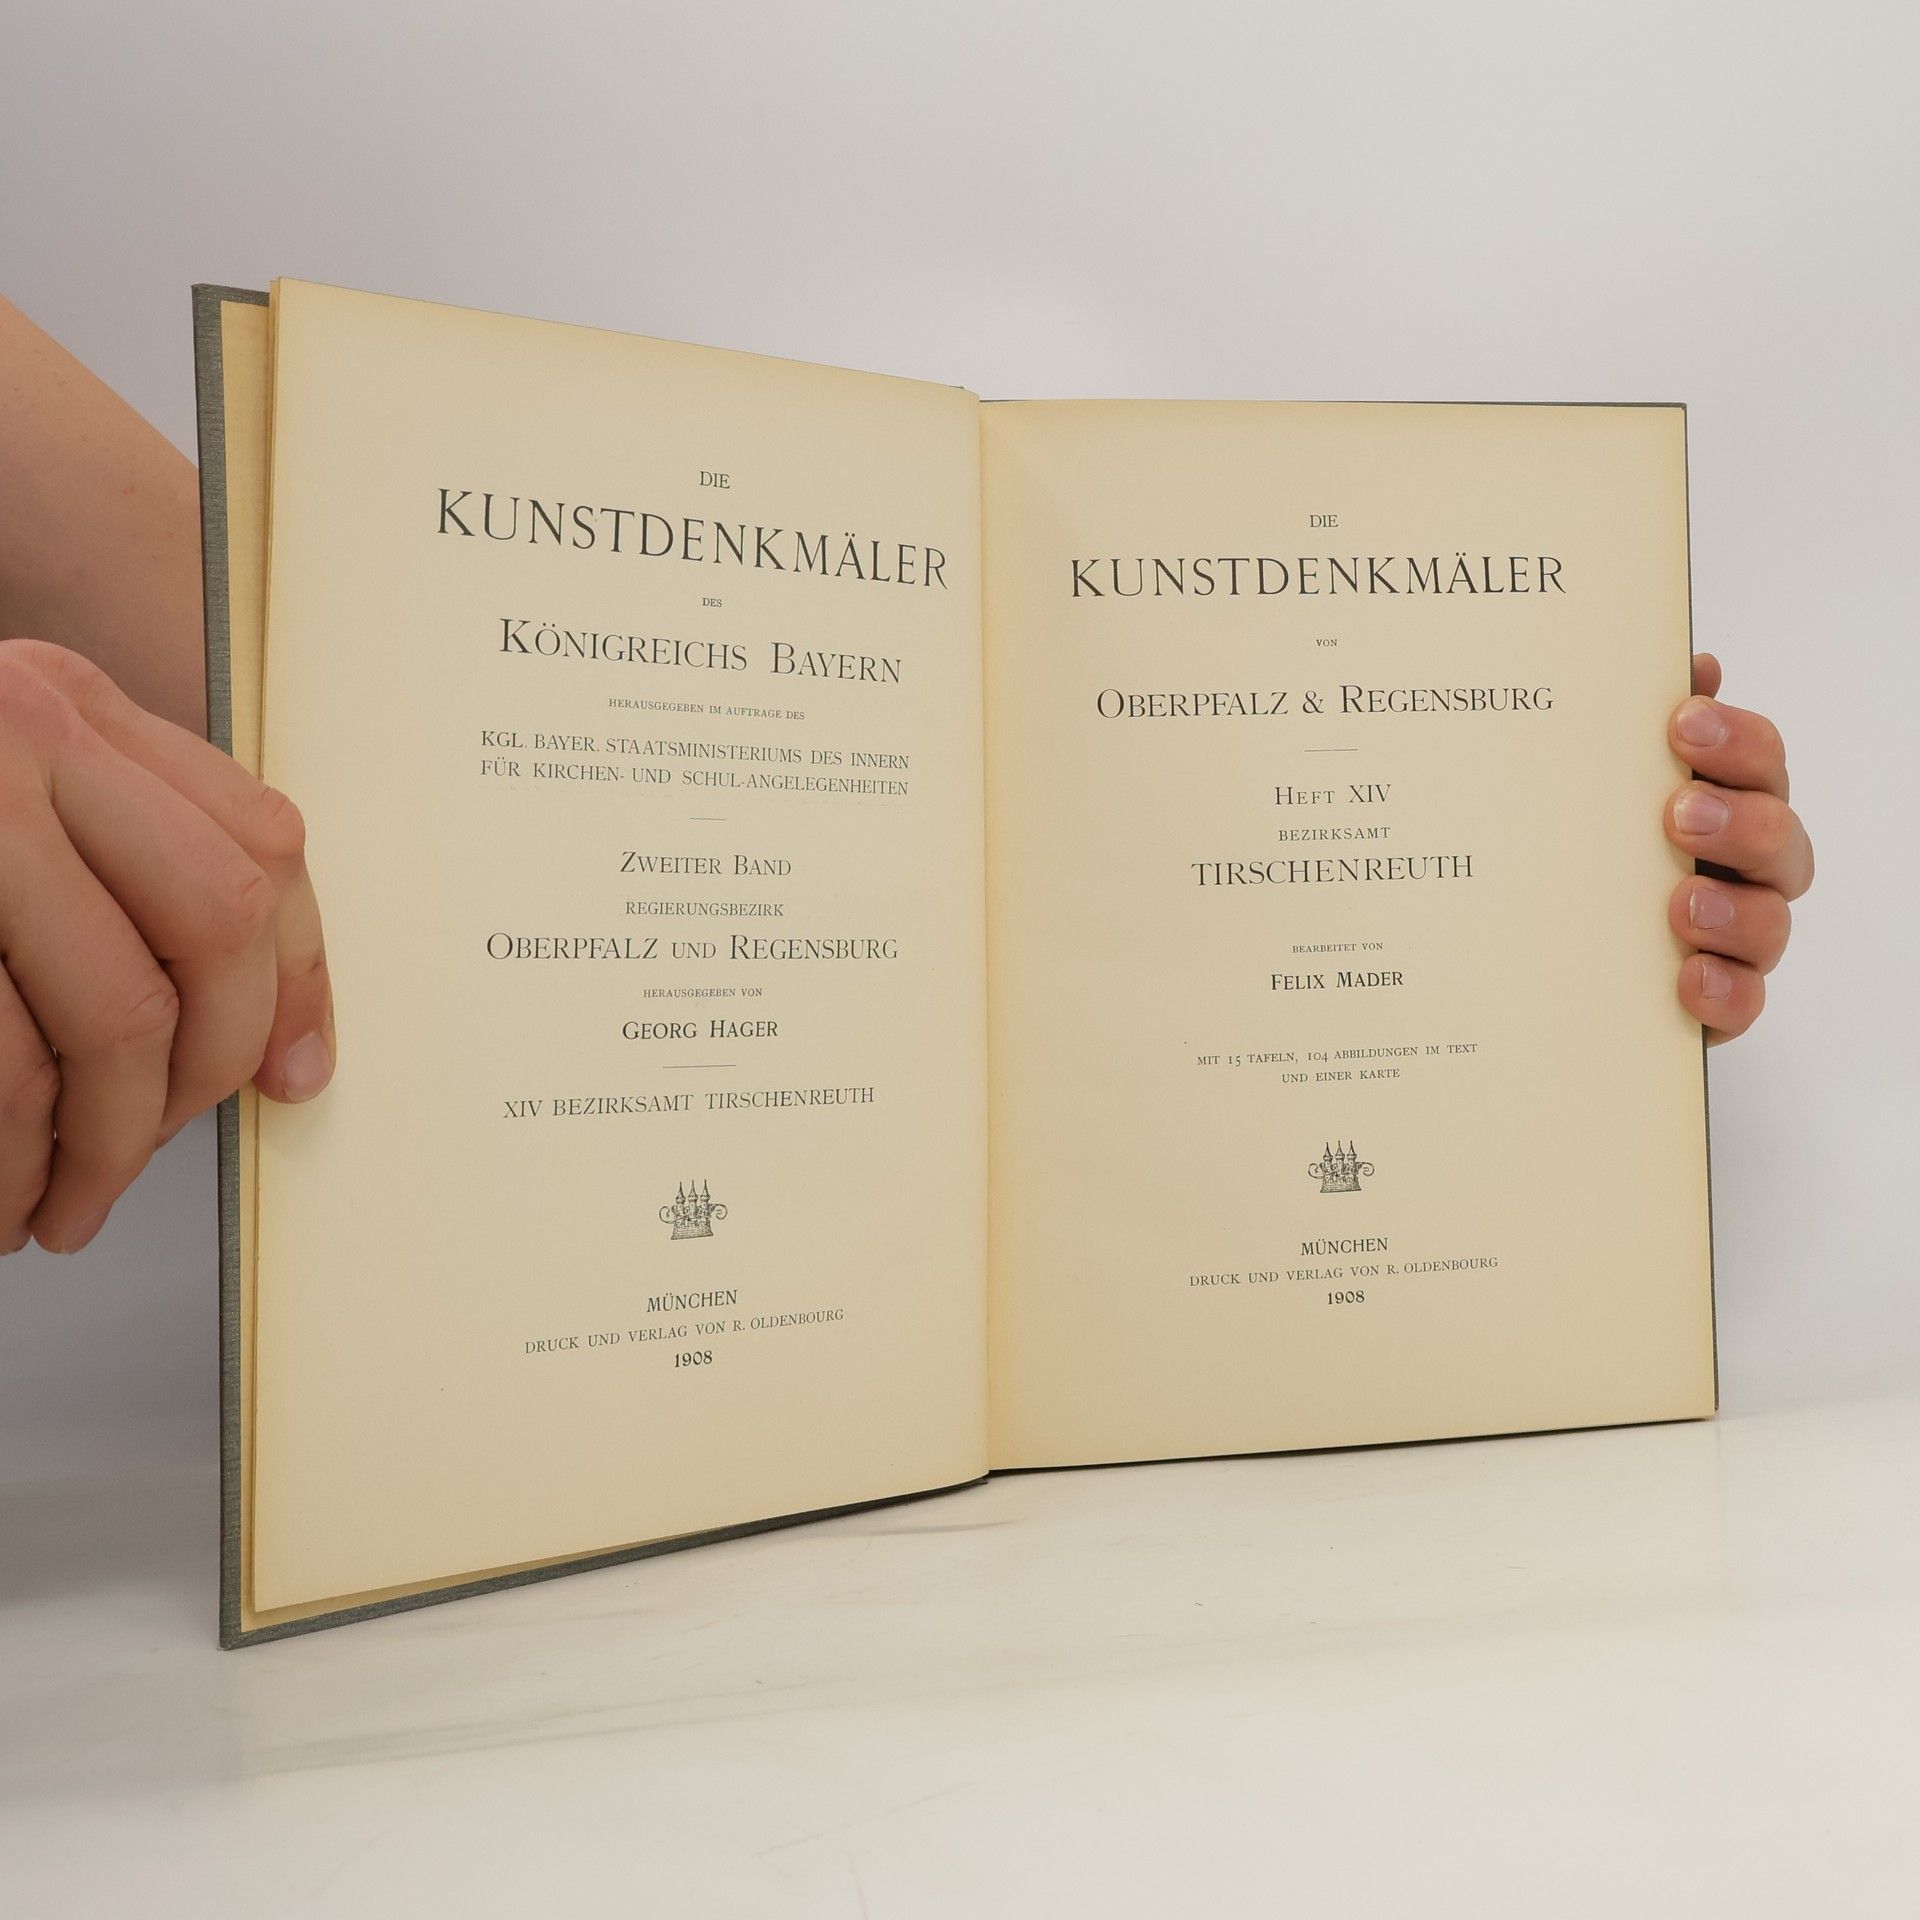 DIE
KUNSTDENKMÄLER
DES
KÖNIGREICHS BAYERN
HERAUSGEGEBEN IM AUFTRAGE DES
KGL. BAYER. STAATSMINISTERIUMS DES INNERN
FÜR KIRCHEN- UND SCHUL-ANGELEGENHEITEN
ZWEITER BAND
REGIERUNGSBEZIRK
OBERPFALZ UND REGENSBURG
HERAUSGEGEBEN VON
GEORG HAGER
XIV BEZIRKSAMT TIRSCHENREUTH
MÜNCHEN
DRUCK UND VERLAG VON R. OLDENBOURG
1908
DIE
KUNSTDENKMÄLER
VON
OBERPFALZ & REGENSBURG
HEFT XIV
BEZIRKSAMT
TIRSCHENREUTH
BEARBEITET VON
FELIX MADER
MIT 15 TAFELN, 104 ABBILDUNGEN IM TEXT
UND EINER KARTE
MÜNCHEN
DRUCK UND VERLAG VON R. OLDENBOURG
1908